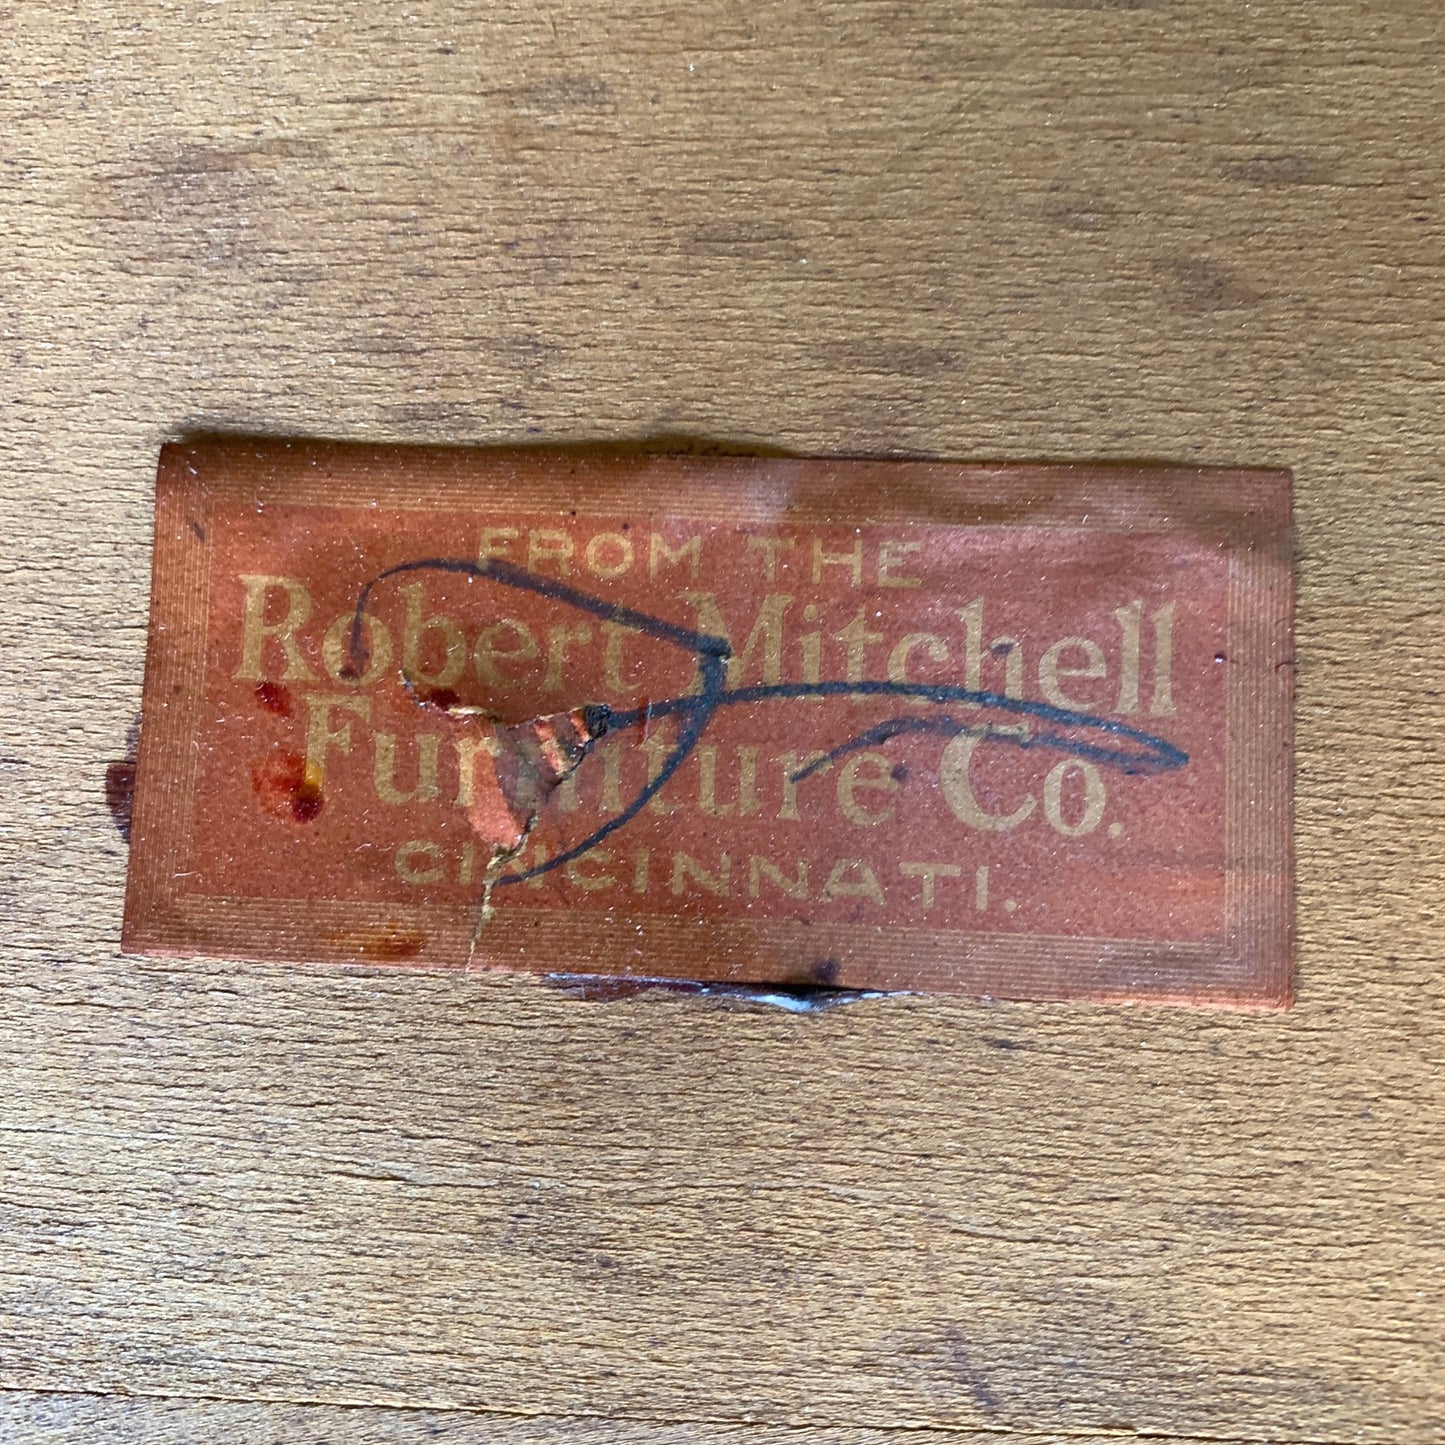 FROM THE
Robert Mitchell
Furniture Co.
CINCINNATI.